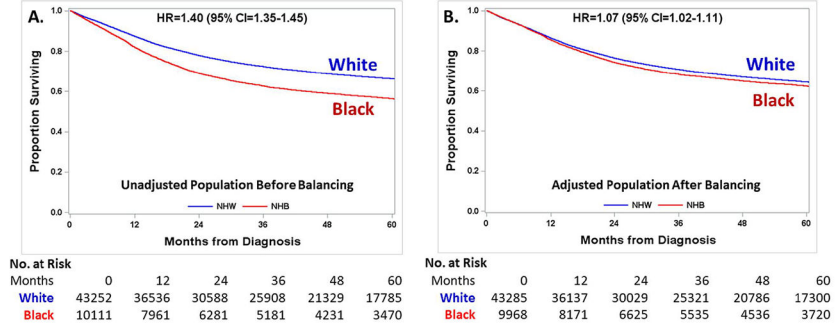 A.
HR=1.40 (95% CI=1.35-1.45)
1.0
0.8
0.6
0.4
0.2
0.0
Proportion Surviving
White
Black
Unadjusted Population Before Balancing
NHW NHB
0 12 24 36 48 60
Months from Diagnosis
No. at Risk
Months 0 12 24 36 48 60
White 43252 36536 30588 25908 21329 17785
Black 10111 7961 6281 5181 4231 3470
B.
HR=1.07 (95% CI=1.02-1.11)
1.0
0.8
0.6
0.4
0.2
0.0
Proportion Surviving
White
Black
Adjusted Population After Balancing
NHW NHB
0 12 24 36 48 60
Months from Diagnosis
No. at Risk
Months 0 12 24 36 48 60
White 43285 36137 30029 25321 20786 17300
Black 9968 8171 6625 5535 4536 3720